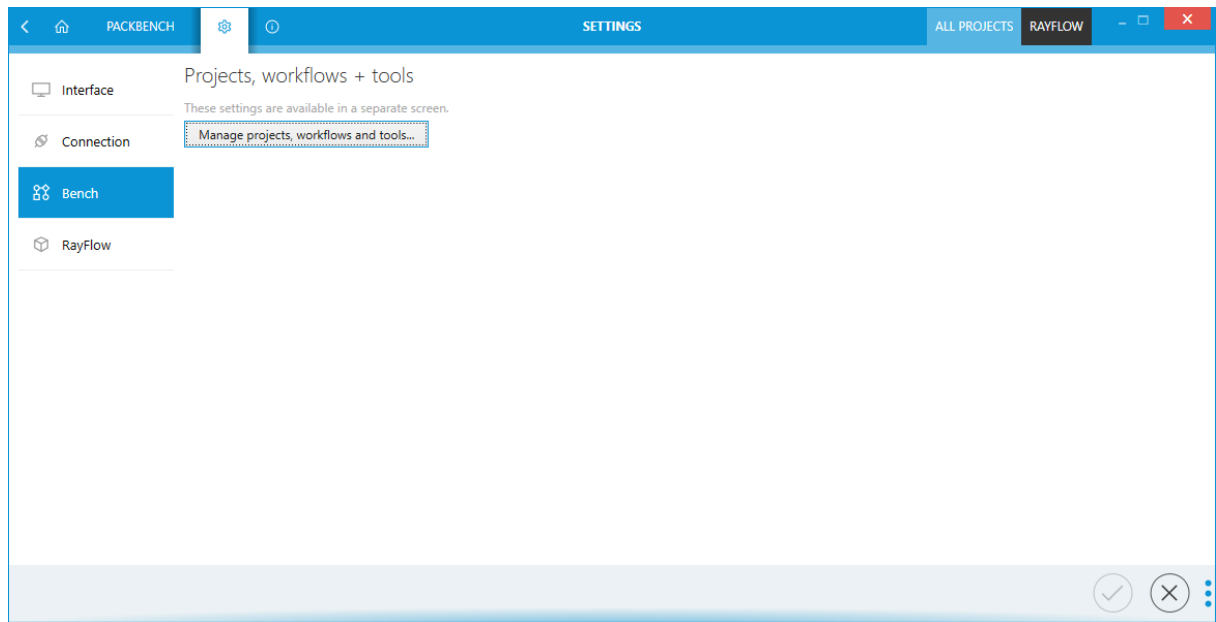 PACKBENCH
SETTINGS
ALL PROJECTS
RAYFLOW
Interface
Connection
Bench
RayFlow
Projects, workflows + tools
These settings are available in a separate screen.
Manage projects, workflows and tools...